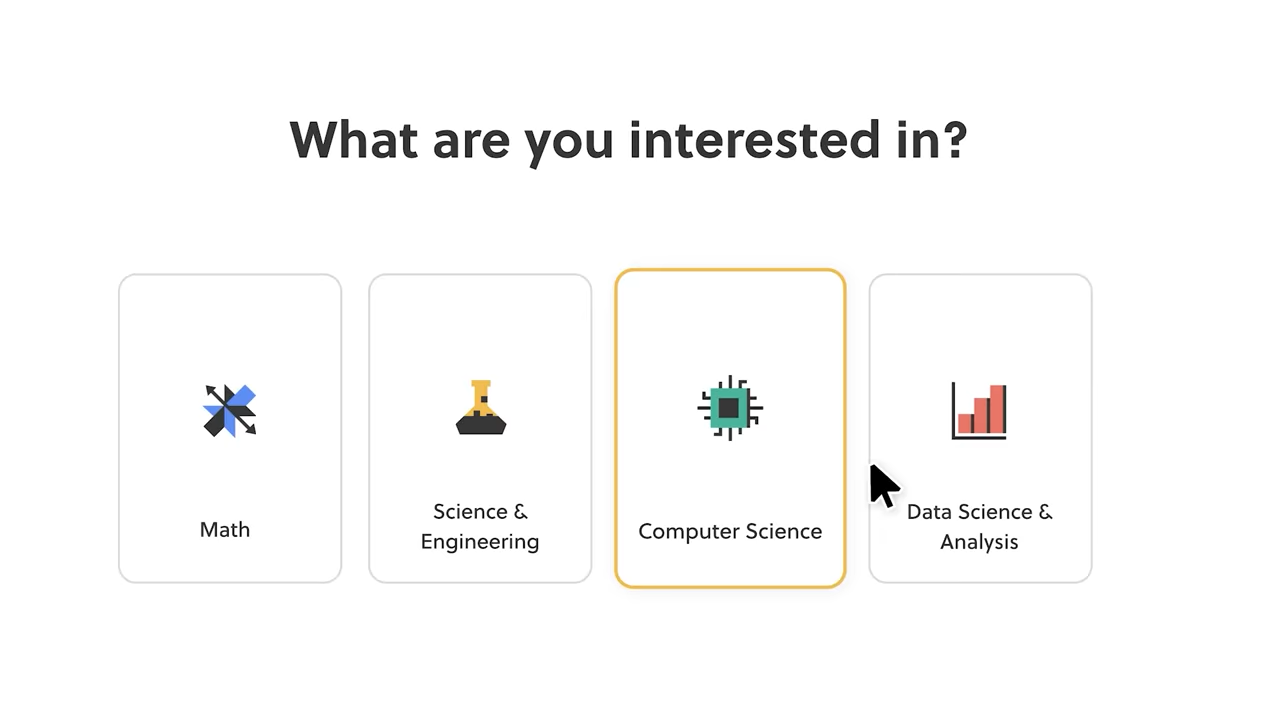 What are you interested in?
Math
Science &
Engineering
Computer Science
Data Science &
Analysis